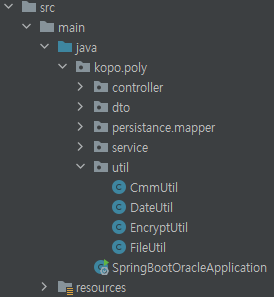 src
main
java
kopo.poly
controller
dto
persistance.mapper
service
util
CmmUtil
DateUtil
EncryptUtil
FileUtil
SpringBootOracleApplication
resources